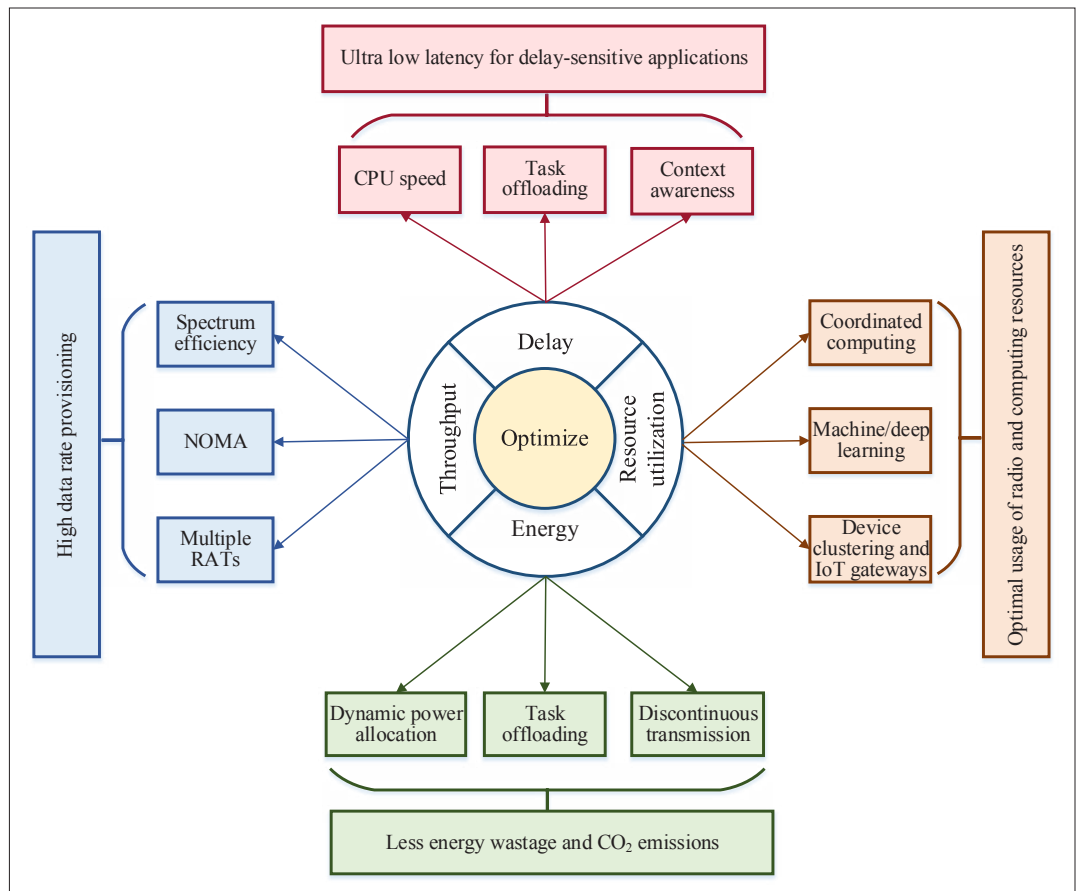 Ultra low latency for delay-sensitive applications
CPU speed
Task
offloading
Context
awareness
High data rate provisioning
Spectrum
efficiency
NOMA
Multiple
RATs
Delay
Throughput
Optimize
Resource
utilization
Energy
Coordinated
computing
Machine/deep
learning
Device
clustering and
IoT gateways
Optimal usage of radio and computing resources
Dynamic power
allocation
Task
offloading
Discontinuous
transmission
Less energy wastage and CO₂ emissions